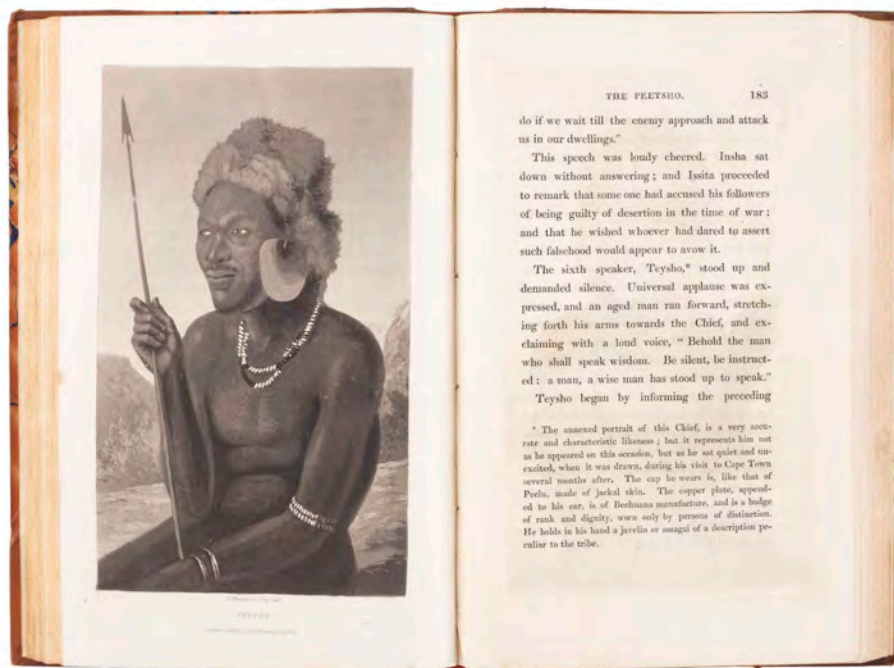 THE PEETSHO. 183
do if we wait till the enemy approach and attack
us in our dwellings."
This speech was loudy cheered. Insha sat
down without answering; and Issita proceeded
to remark that some one had accused his followers
of being guilty of desertion in the time of war;
and that he wished whoever had dared to assert
such falsehood would appear to avow it.
The sixth speaker, Teysho,* stood up and
demanded silence. Universal applause was ex-
pressed, and an aged man ran forward, stretch-
ing forth his arms towards the Chief, and ex-
claiming with a loud voice, " Behold the man
who shall speak wisdom. Be silent, be instruct-
ed: a man, a wise man has stood up to speak."
Teysho began by informing the preceding
* The annexed portrait of this Chief, is a very accu-
rate and characteristic likeness; but it represents him not
as he appeared on this occasion, but as he sat quiet and un-
excited, when it was drawn, during his visit to Cape Town
several months after. The cap he wears is, like that of
Peclu, made of jackal skin. The copper plate, append-
ed to his ear, is of Bechuana manufacture, and is a badge
of rank and dignity, worn only by persons of distinction.
He holds in his hand a javelin or assagai of a description pe-
culiar to the tribe.